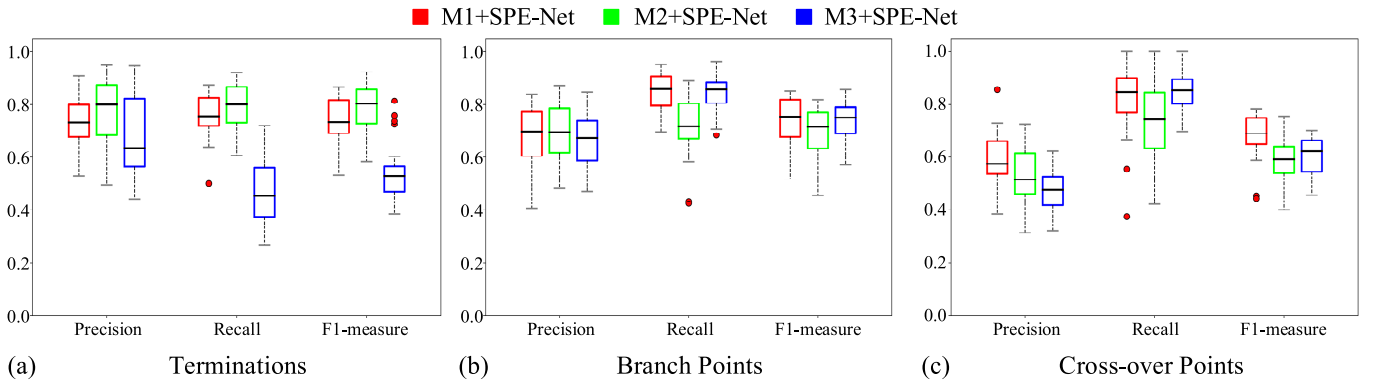 M1+SPE-Net M2+SPE-Net M3+SPE-Net
1.0 1.0 1.0
0.8 0.8 0.8
0.6 0.6 0.6
0.4 0.4 0.4
0.2 0.2 0.2
0.0 0.0 0.0
Precision Recall F1-measure Precision Recall F1-measure Precision Recall F1-measure
(a) Terminations (b) Branch Points (c) Cross-over Points